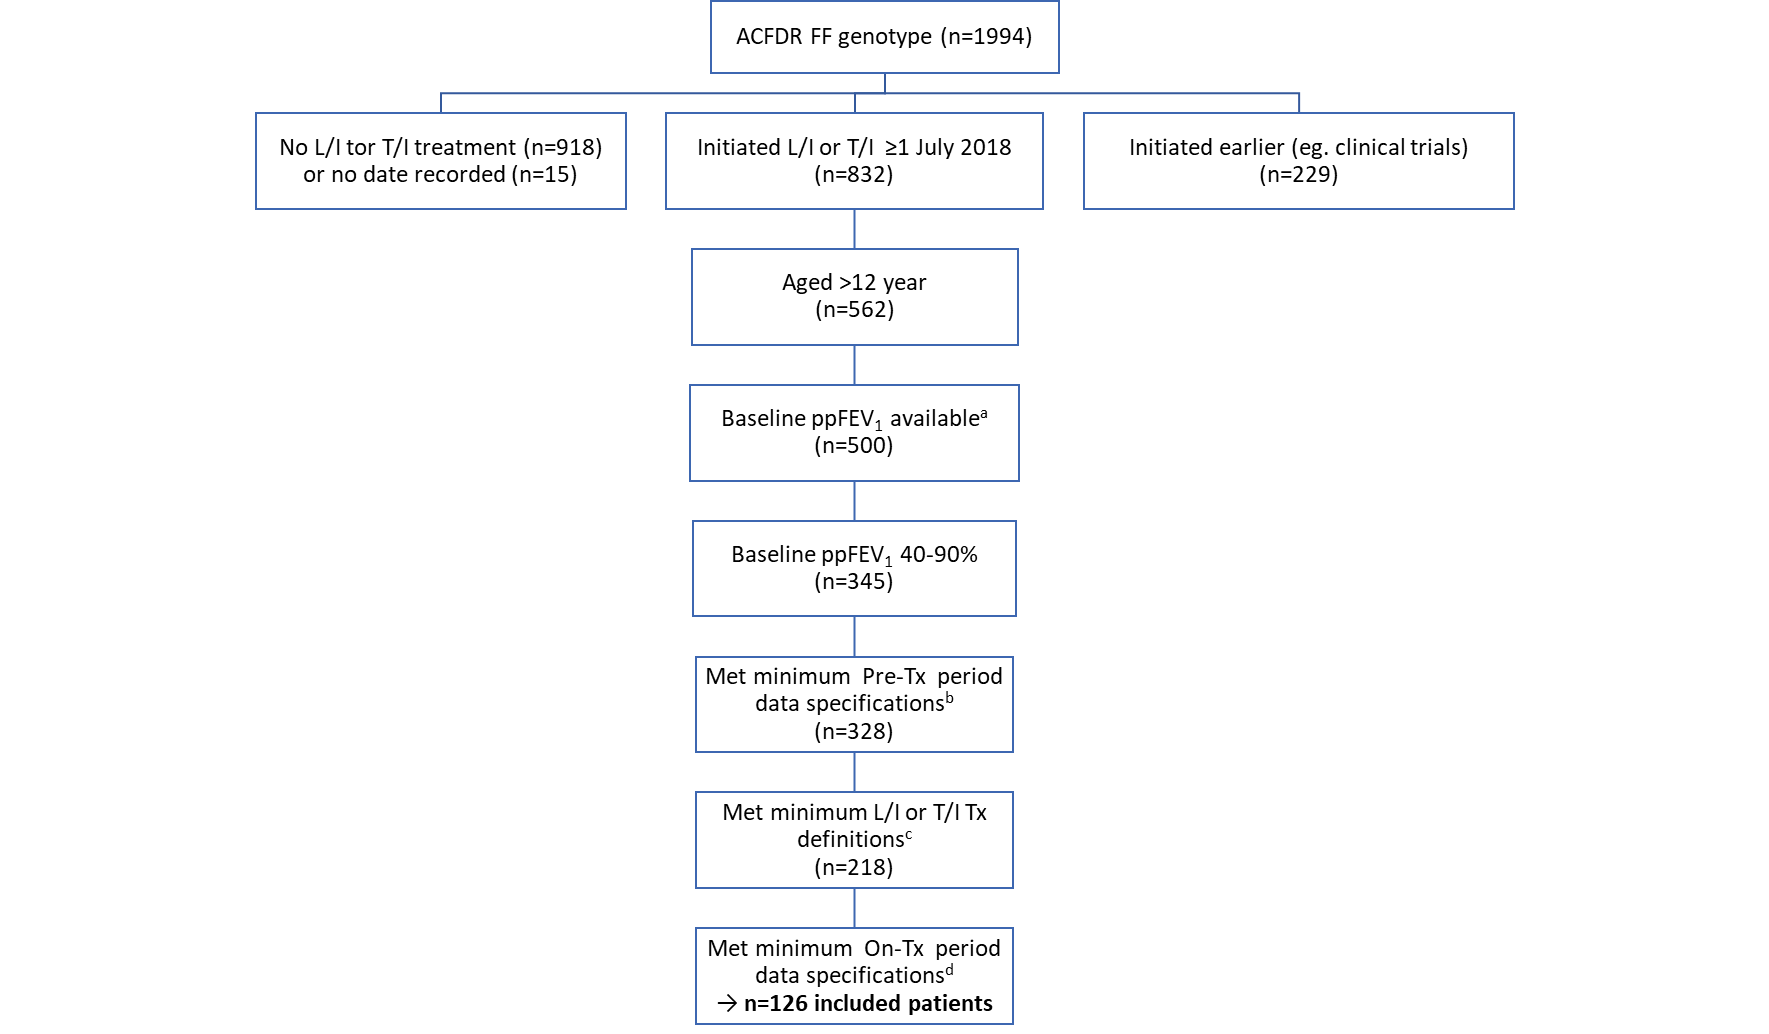 ACFDR FF genotype (n=1994)
No L/I tor T/I treatment (n=918)
or no date recorded (n=15)
Initiated L/I or T/I ≥1 July 2018
(n=832)
Initiated earlier (eg. clinical trials)
(n=229)
Aged >12 year
(n=562)
Baseline ppFEV₁ availableᵃ
(n=500)
Baseline ppFEV₁ 40-90%
(n=345)
Met minimum Pre-Tx period
data specificationsᵇ
(n=328)
Met minimum L/I or T/I Tx
definitionsᶜ
(n=218)
Met minimum On-Tx period
data specificationsᵈ
→ n=126 included patients